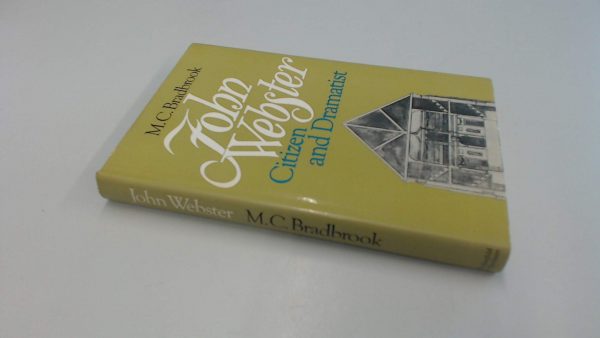 M.C. Bradbrook
John
Webster
Citizen
and Dramatist
John Webster M.C. Bradbrook